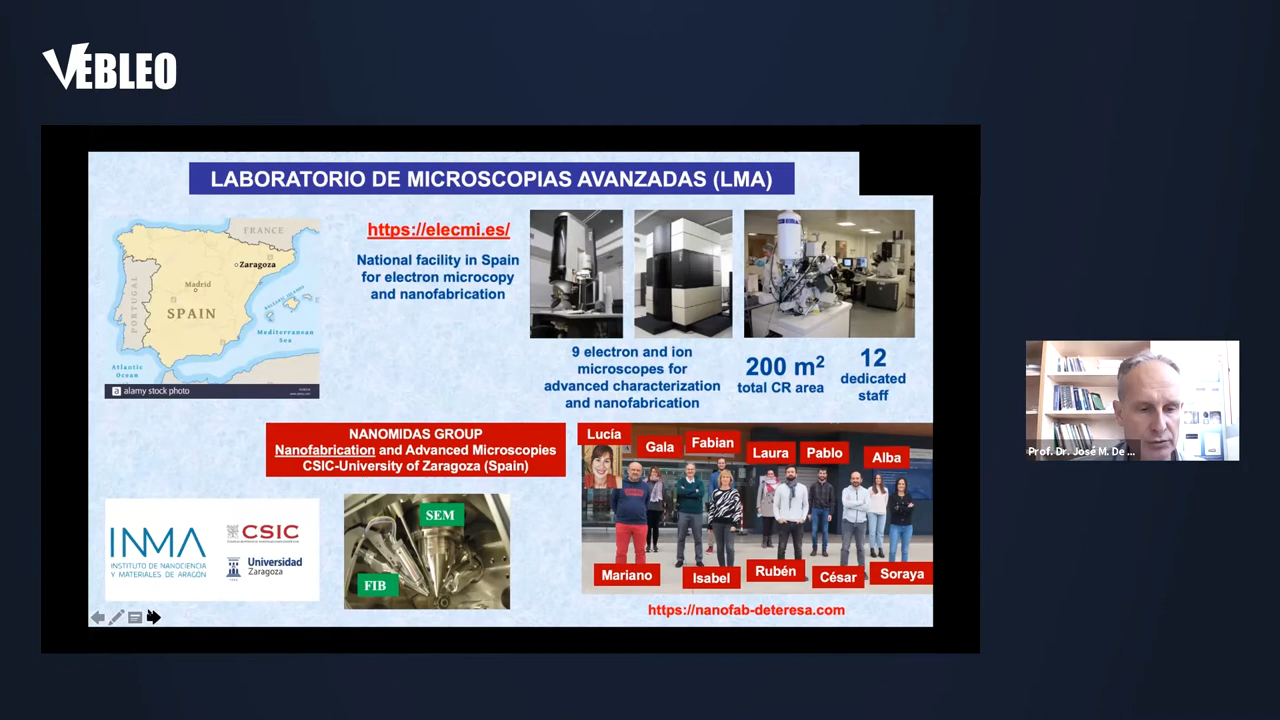 VEBLEO
LABORATORIO DE MICROSCOPIAS AVANZADAS (LMA)
FRANCE
Zaragoza
Madrid
PORTUGAL
SPAIN
BALEARIC ISLANDS
Mediterranean
Sea
Atlantic
Ocean
a alamy stock photo
https://elecmi.es/
National facility in Spain
for electron microcopy
and nanofabrication
9 electron and ion
microscopes for
advanced characterization
and nanofabrication
200 m²
total CR area
12
dedicated
staff
NANOMIDAS GROUP
Nanofabrication and Advanced Microscopies
CSIC-University of Zaragoza (Spain)
Lucía
Gala
Fabian
Laura
Pablo
Alba
Mariano
Isabel
Rubén
César
Soraya
INMA
INSTITUTO DE NANOCIENCIA
Y MATERIALES DE ARAGÓN
CSIC
Universidad
Zaragoza
SEM
FIB
https://nanofab-deteresa.com
Prof. Dr. José M. De ...